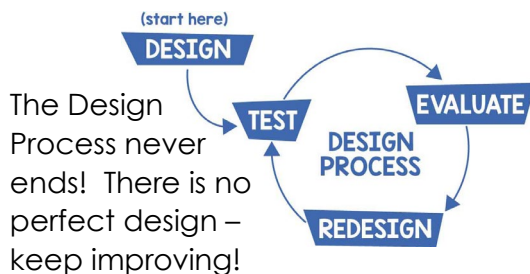 (start here)
DESIGN
TEST
EVALUATE
DESIGN
PROCESS
REDESIGN
The Design
Process never
ends! There is no
perfect design –
keep improving!